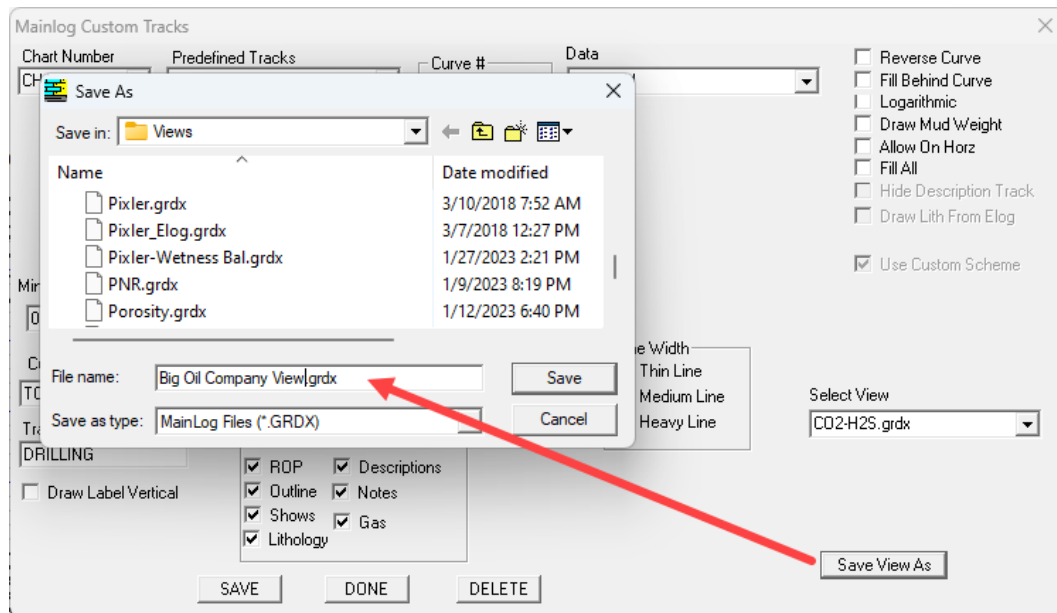 Mainlog Custom Tracks
Chart Number
Predefined Tracks
Curve #
Data
Reverse Curve
Fill Behind Curve
Logarithmic
Draw Mud Weight
Allow On Horz
Fill All
Hide Description Track
Draw Lith From Elog
Use Custom Scheme
Save As
Save in: Views
Name Date modified
Pixler.grdx 3/10/2018 7:52 AM
Pixler_Elog.grdx 3/7/2018 12:27 PM
Pixler-Wetness Bal.grdx 1/27/2023 2:21 PM
PNR.grdx 1/9/2023 8:19 PM
Porosity.grdx 1/12/2023 6:40 PM
File name: Big Oil Company View.grdx Save
Save as type: MainLog Files (*.GRDX) Cancel
Thin Line
Medium Line
Heavy Line
Select View
CO2-H2S.grdx
DRILLING
Draw Label Vertical
ROP Descriptions
Outline Notes
Shows Gas
Lithology
Save View As
SAVE DONE DELETE